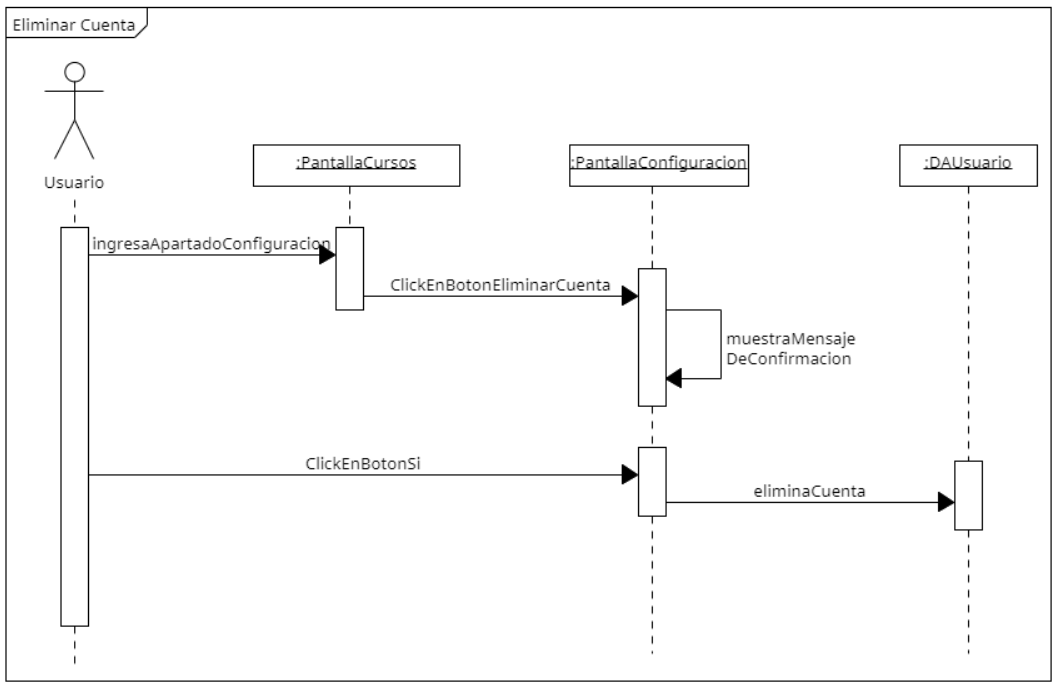 Eliminar Cuenta
Usuario
:PantallaCursos
:PantallaConfiguracion
:DAUsuario
ingresaApartadoConfiguracion
ClickEnBotonEliminarCuenta
muestraMensaje
DeConfirmacion
ClickEnBotonSi
eliminaCuenta